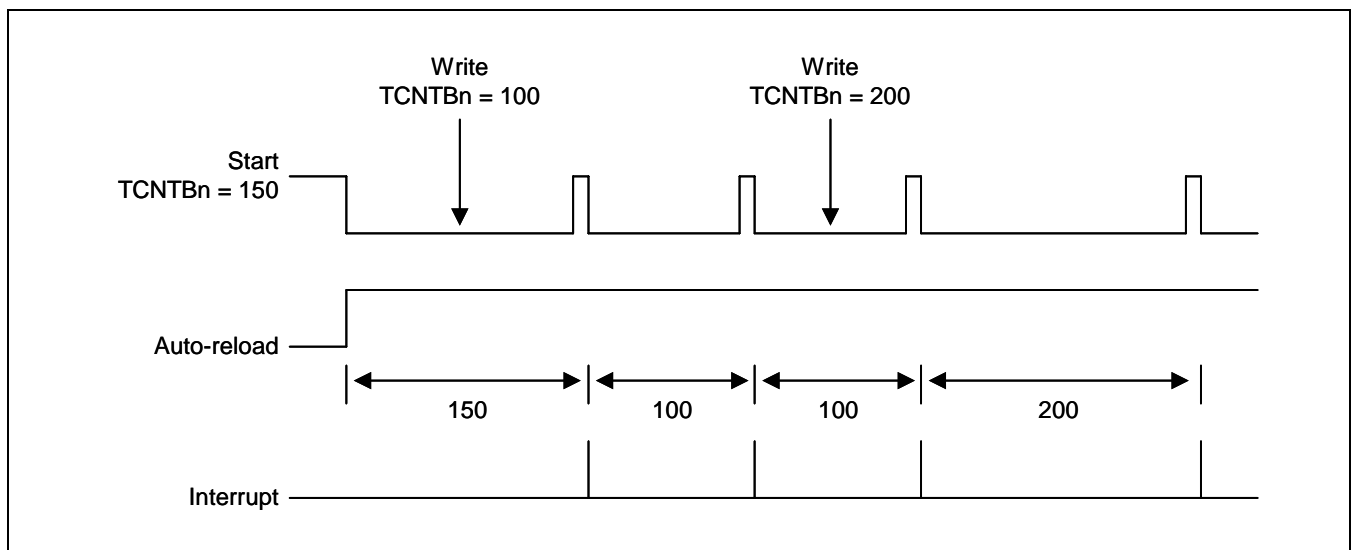 Write
TCNTBn = 100
Write
TCNTBn = 200
Start
TCNTBn = 150
Auto-reload
150
100
100
200
Interrupt